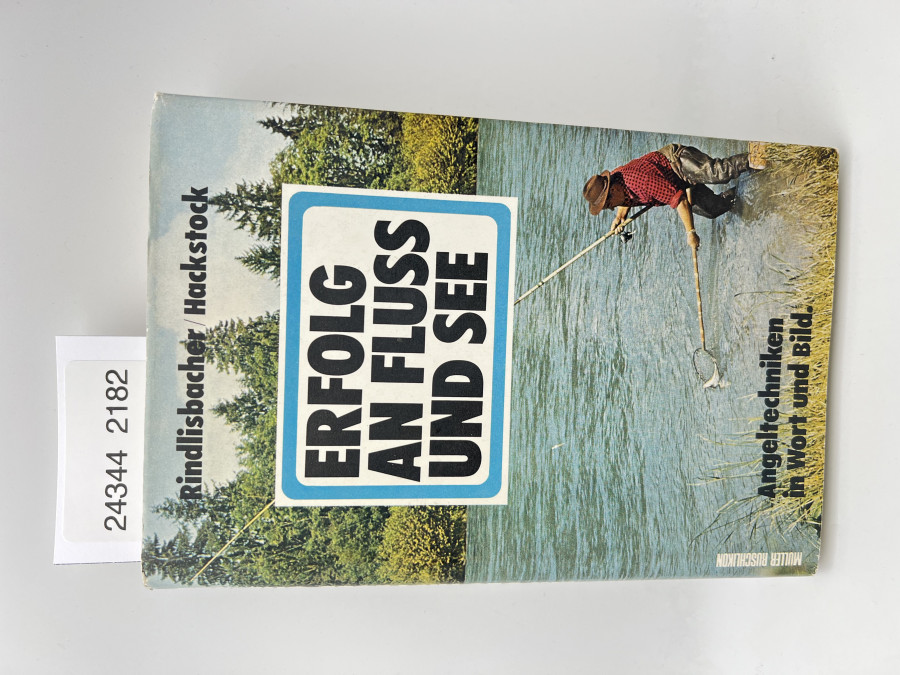 Rindlisbacher/Hackstock
ERFOLG
AN FLUSS
UND SEE
Angeltechniken
in Wort und Bild.
MÜLLER RÜSCHLIKON
24344 2182